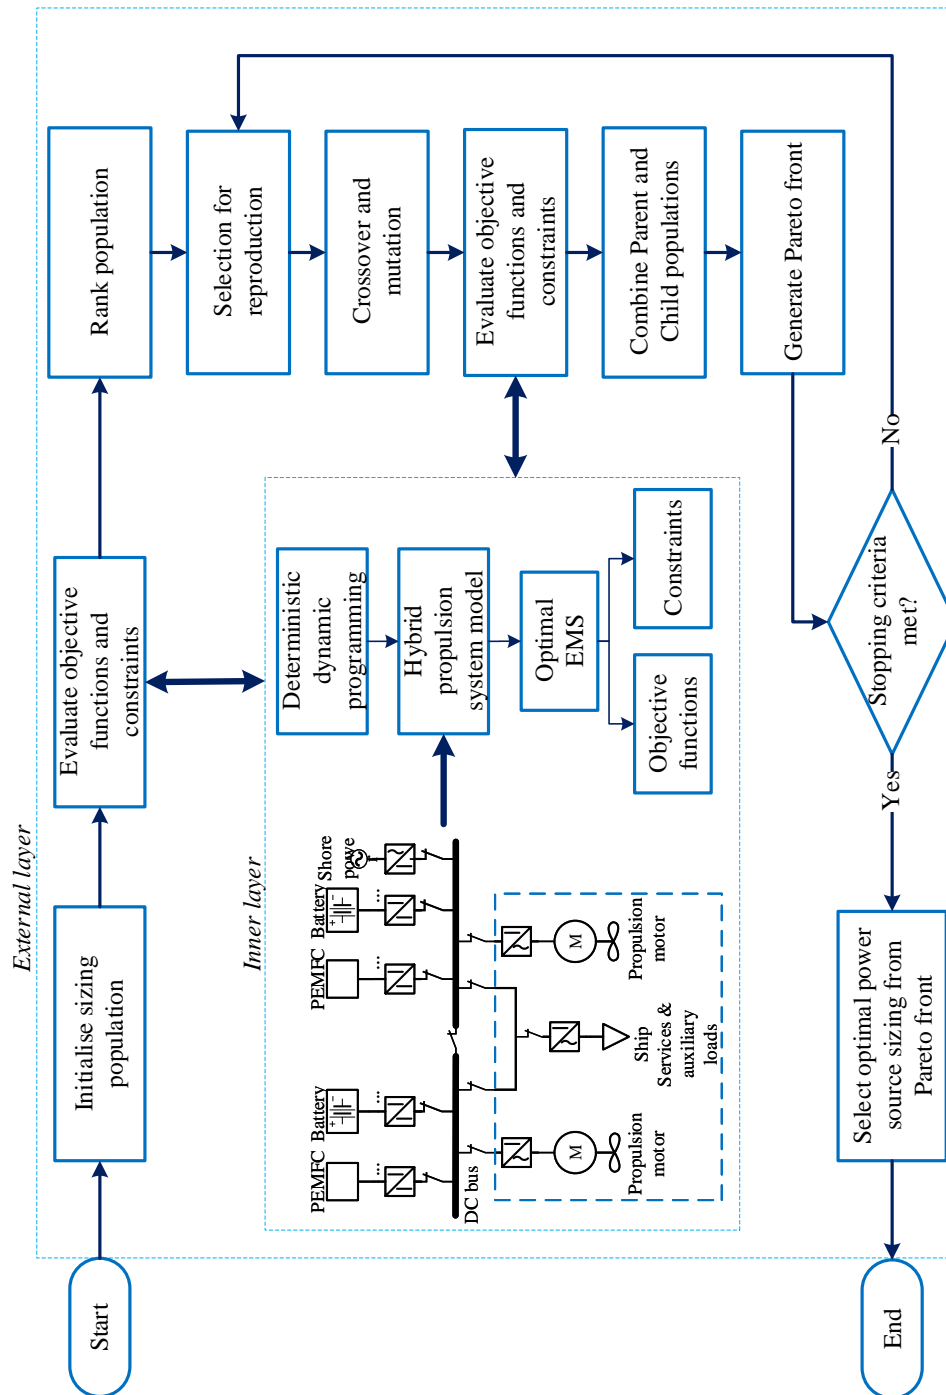 External layer
Start
Initialise sizing
population
Evaluate objective
functions and
constraints
Rank population
Selection for
reproduction
Crossover and
mutation
Evaluate objective
functions and
constraints
Combine Parent and
Child populations
Generate Pareto front
Inner layer
PEMFC
Battery
PEMFC
Battery
Shore
powe
...
...
...
...
DC bus
M
M
Propulsion
motor
Ship
Services &
auxiliary
loads
Propulsion
motor
Deterministic
dynamic
programming
Hybrid
propulsion
system model
Optimal
EMS
Objective
functions
Constraints
Stopping criteria
met?
No
Yes
Select optimal power
source sizing from
Pareto front
End